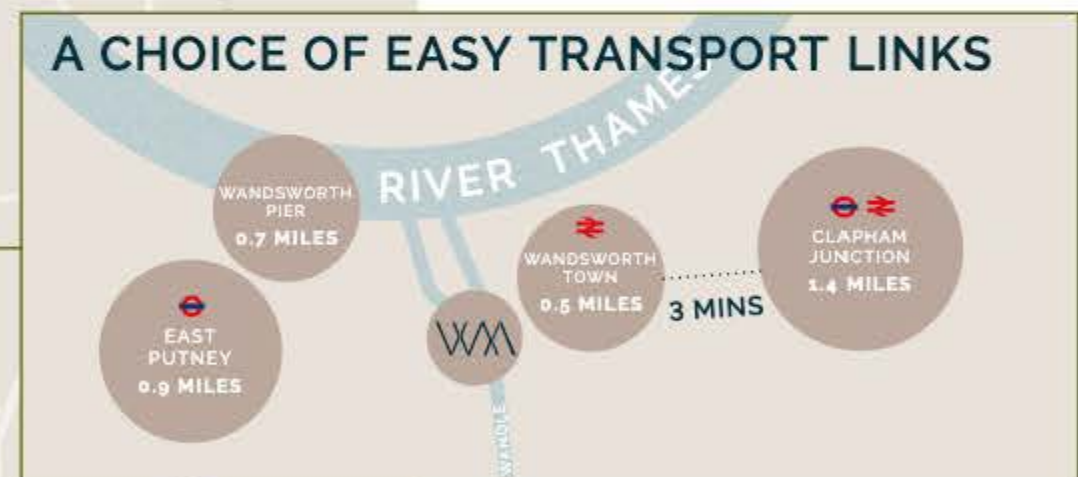 A CHOICE OF EASY TRANSPORT LINKS
RIVER THAMES
WANDSWORTH
PIER
0.7 MILES
EAST
PUTNEY
0.9 MILES
WM
WANDSWORTH
TOWN
0.5 MILES
3 MINS
CLAPHAM
JUNCTION
1.4 MILES
WANDLE